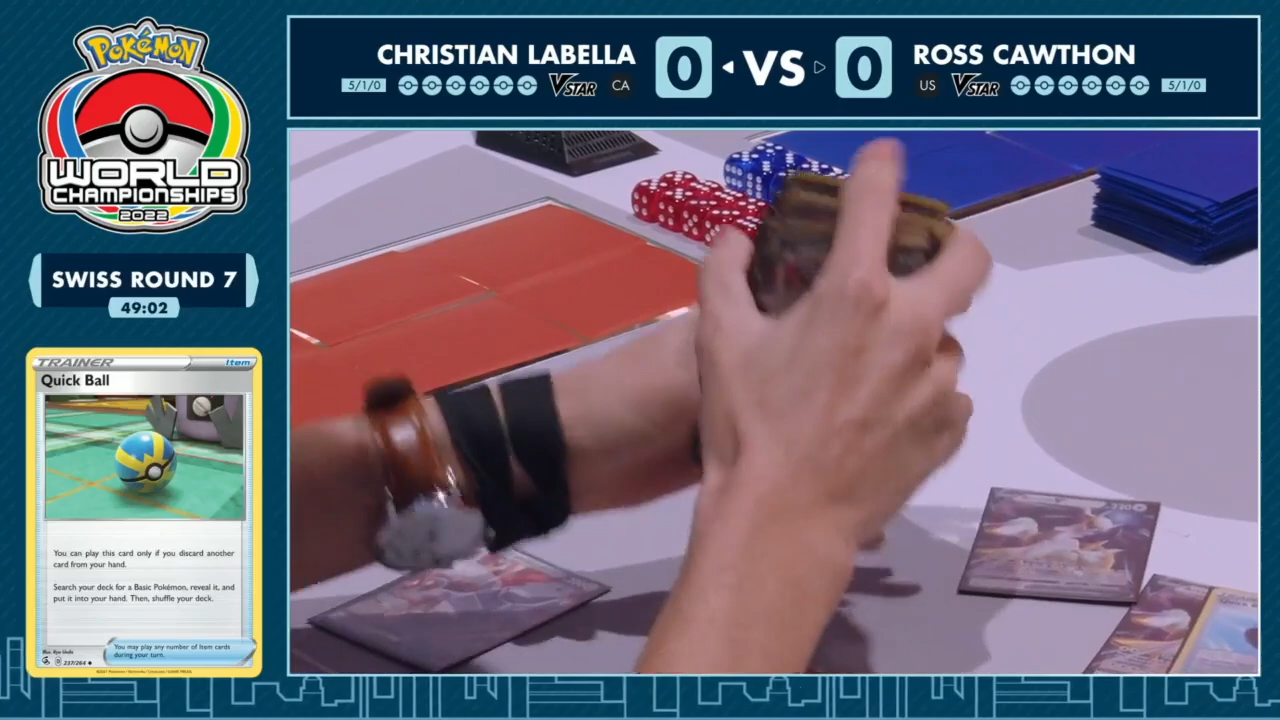 Pokémon
WORLD
CHAMPIONSHIPS
2022
CHRISTIAN LABELLA
5/1/0
VSTAR
CA
0
VS
0
ROSS CAWTHON
US
VSTAR
5/1/0
SWISS ROUND 7
49:02
TRAINER
Item
Quick Ball
You can play this card only if you discard another
card from your hand.
Search your deck for a Basic Pokémon, reveal it, and
put it into your hand. Then, shuffle your deck.
You may play any number of Item cards
during your turn.
237/264
220